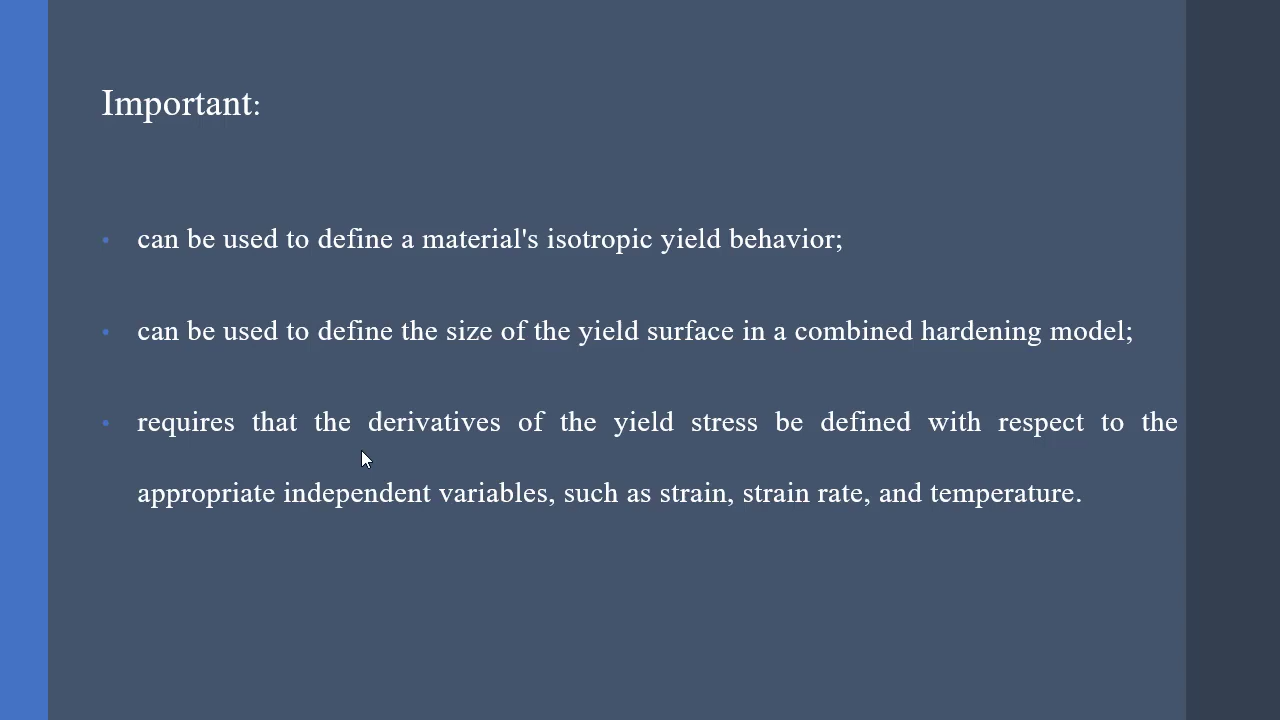 Important:
• can be used to define a material's isotropic yield behavior;
• can be used to define the size of the yield surface in a combined hardening model;
• requires that the derivatives of the yield stress be defined with respect to the
appropriate independent variables, such as strain, strain rate, and temperature.